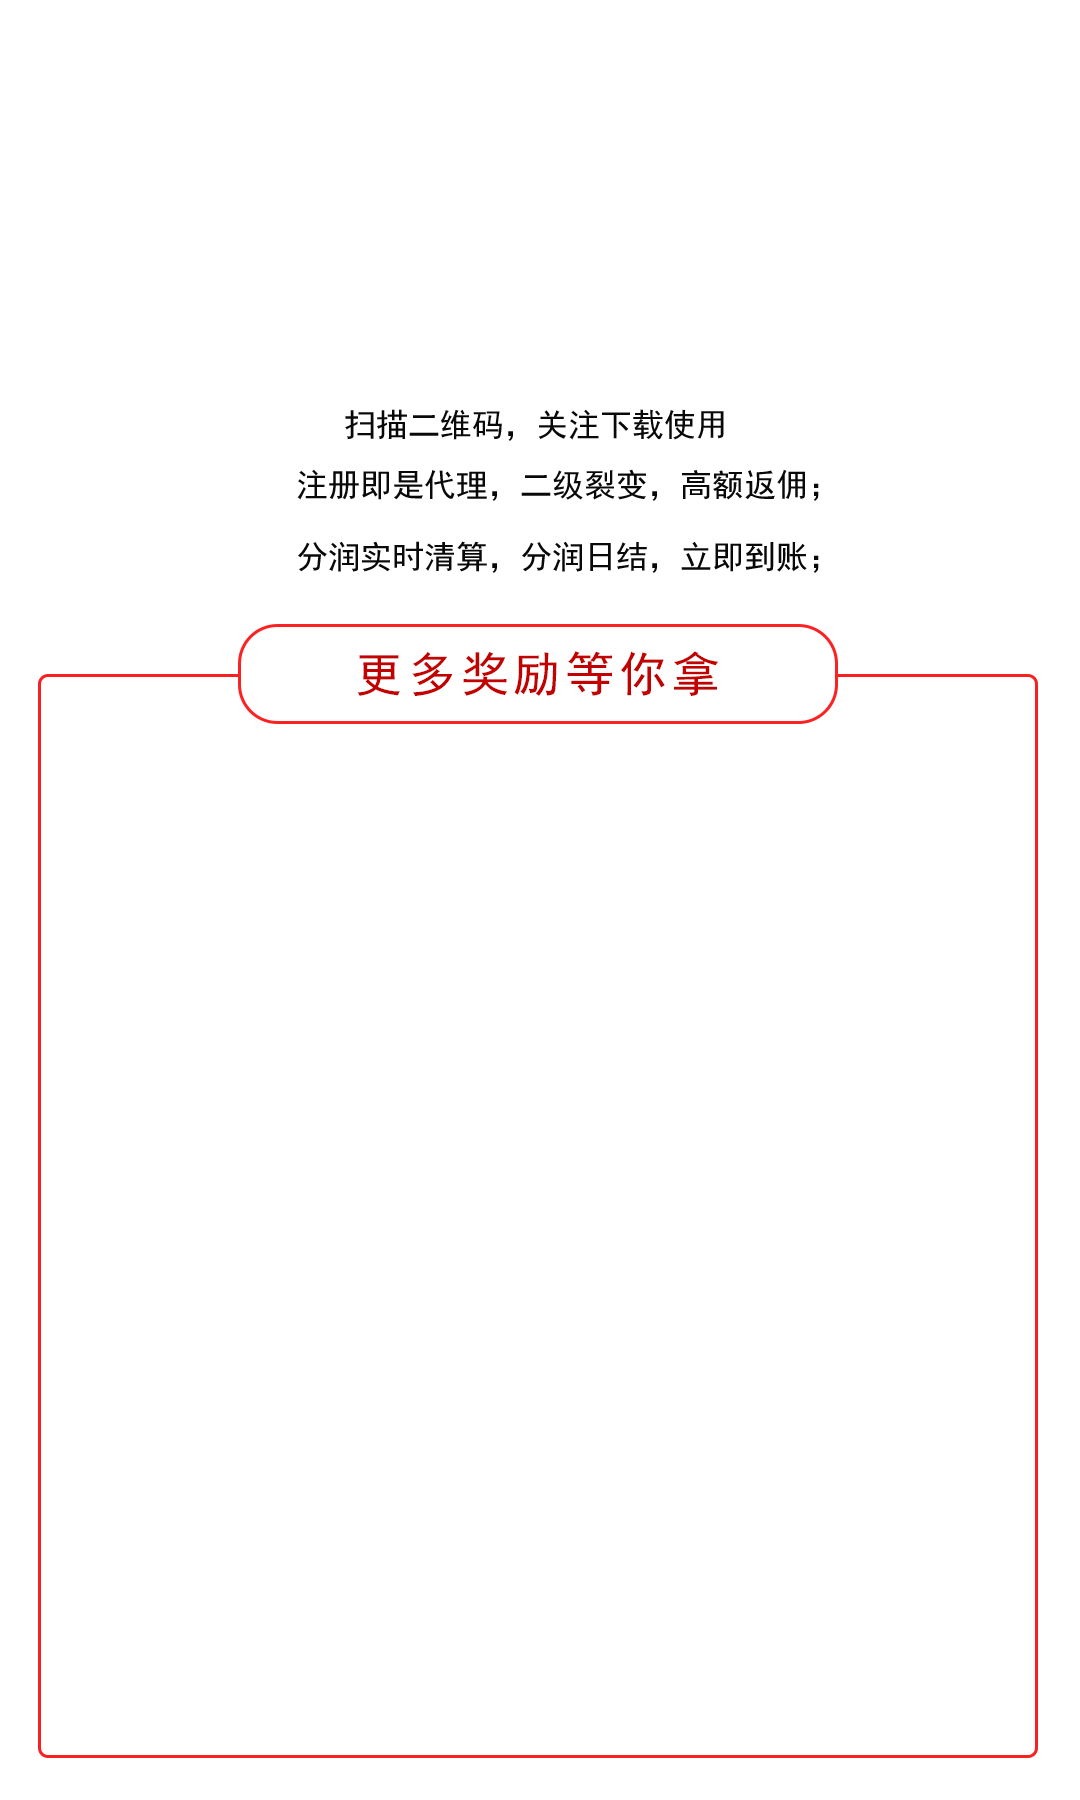 扫描二维码，关注下载使用
注册即是代理，二级裂变，高额返佣；
分润实时清算，分润日结，立即到账；
更多奖励等你拿